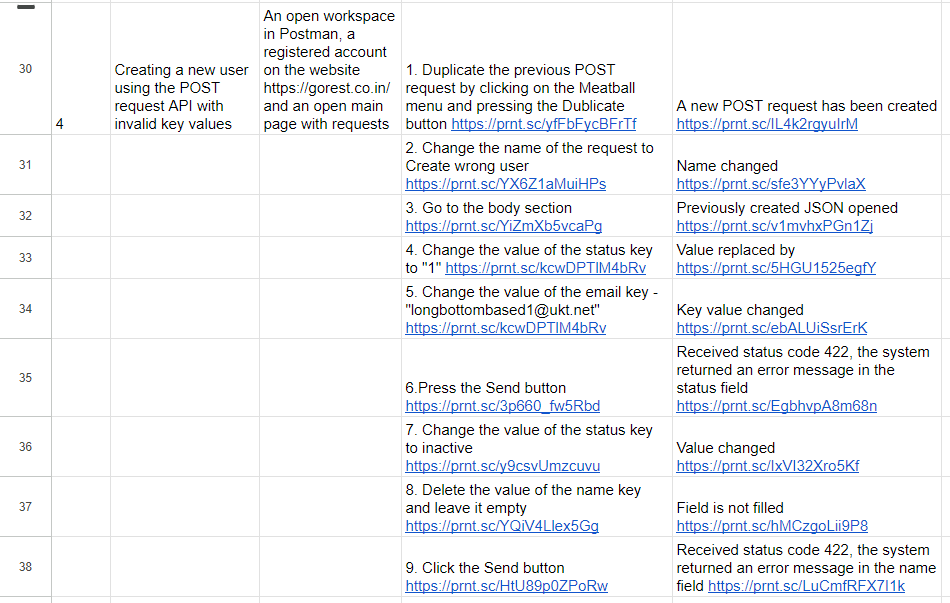 30
4
Creating a new user
using the POST
request API with
invalid key values
An open workspace
in Postman, a
registered account
on the website
https://gorest.co.in/
and an open main
page with requests
1. Duplicate the previous POST
request by clicking on the Meatball
menu and pressing the Dublicate
button https://prnt.sc/yfFbFycBFrTf
A new POST request has been created
https://prnt.sc/IL4k2rgyuIrM
31
2. Change the name of the request to
Create wrong user
https://prnt.sc/YX6Z1aMuiHPs
Name changed
https://prnt.sc/sfe3YYyPvlaX
32
3. Go to the body section
https://prnt.sc/YiZmXb5vcaPg
Previously created JSON opened
https://prnt.sc/v1mvhxPGn1Zj
33
4. Change the value of the status key
to "1" https://prnt.sc/kcwDPTlM4bRv
Value replaced by
https://prnt.sc/5HGU1525egfY
34
5. Change the value of the email key -
"longbottombased1@ukt.net"
https://prnt.sc/kcwDPTlM4bRv
Key value changed
https://prnt.sc/ebALUiSsrErK
35
6.Press the Send button
https://prnt.sc/3p660_fw5Rbd
Received status code 422, the system
returned an error message in the
status field
https://prnt.sc/EgbhvpA8m68n
36
7. Change the value of the status key
to inactive
https://prnt.sc/y9csvUmzcuvu
Value changed
https://prnt.sc/IxVI32Xro5Kf
37
8. Delete the value of the name key
and leave it empty
https://prnt.sc/YQiV4Llex5Gg
Field is not filled
https://prnt.sc/hMCzgoLii9P8
38
9. Click the Send button
https://prnt.sc/HtU89p0ZPoRw
Received status code 422, the system
returned an error message in the name
field https://prnt.sc/LuCmfRFX7I1k